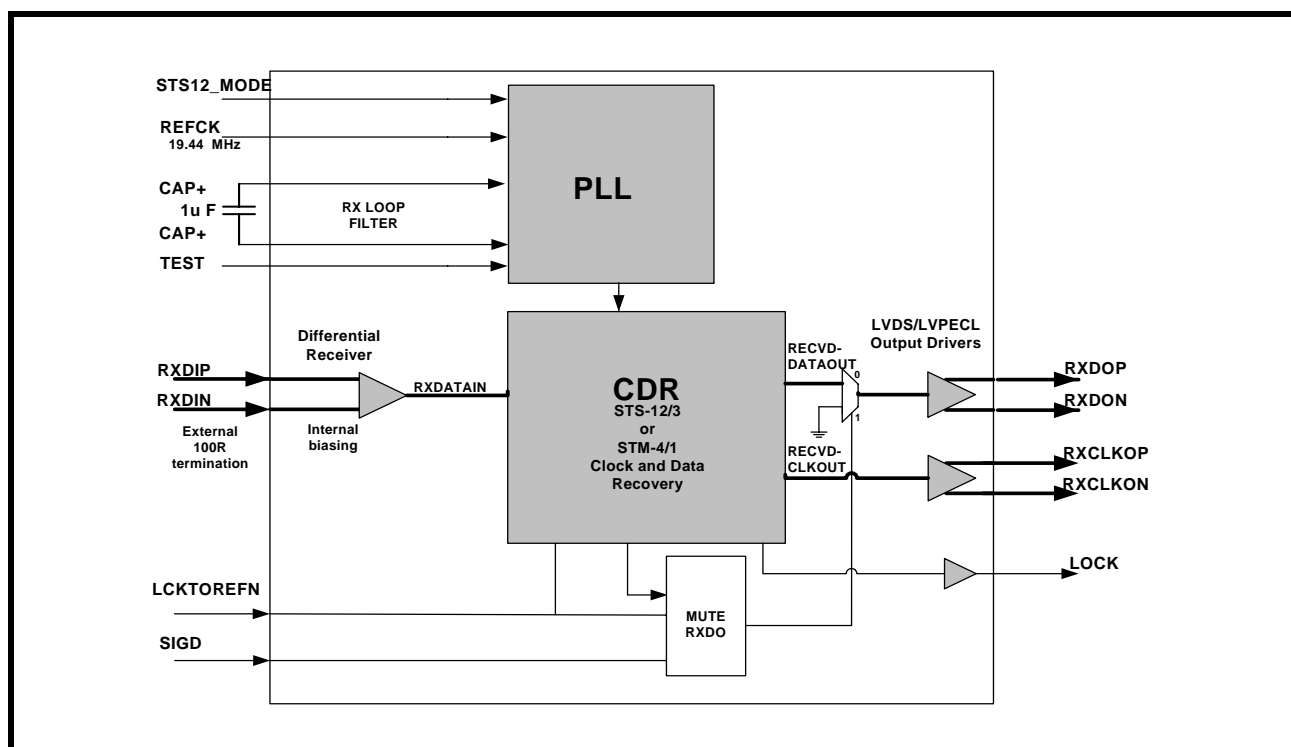 STS12_MODE
REFCK
19.44 MHz
CAP+
1u F
CAP+
RX LOOP
FILTER
TEST
PLL
Differential
Receiver
LVDS/LVPECL
Output Drivers
RXDIP
RXDIN
RXDATAIN
External
100R
termination
Internal
biasing
CDR
STS-12/3
or
STM-4/1
Clock and Data
Recovery
RECVD-
DATAOUT
0
1
RECVD-
CLKOUT
RXDOP
RXDON
RXCLKOP
RXCLKON
LOCK
LCKTOREFN
SIGD
MUTE
RXDO